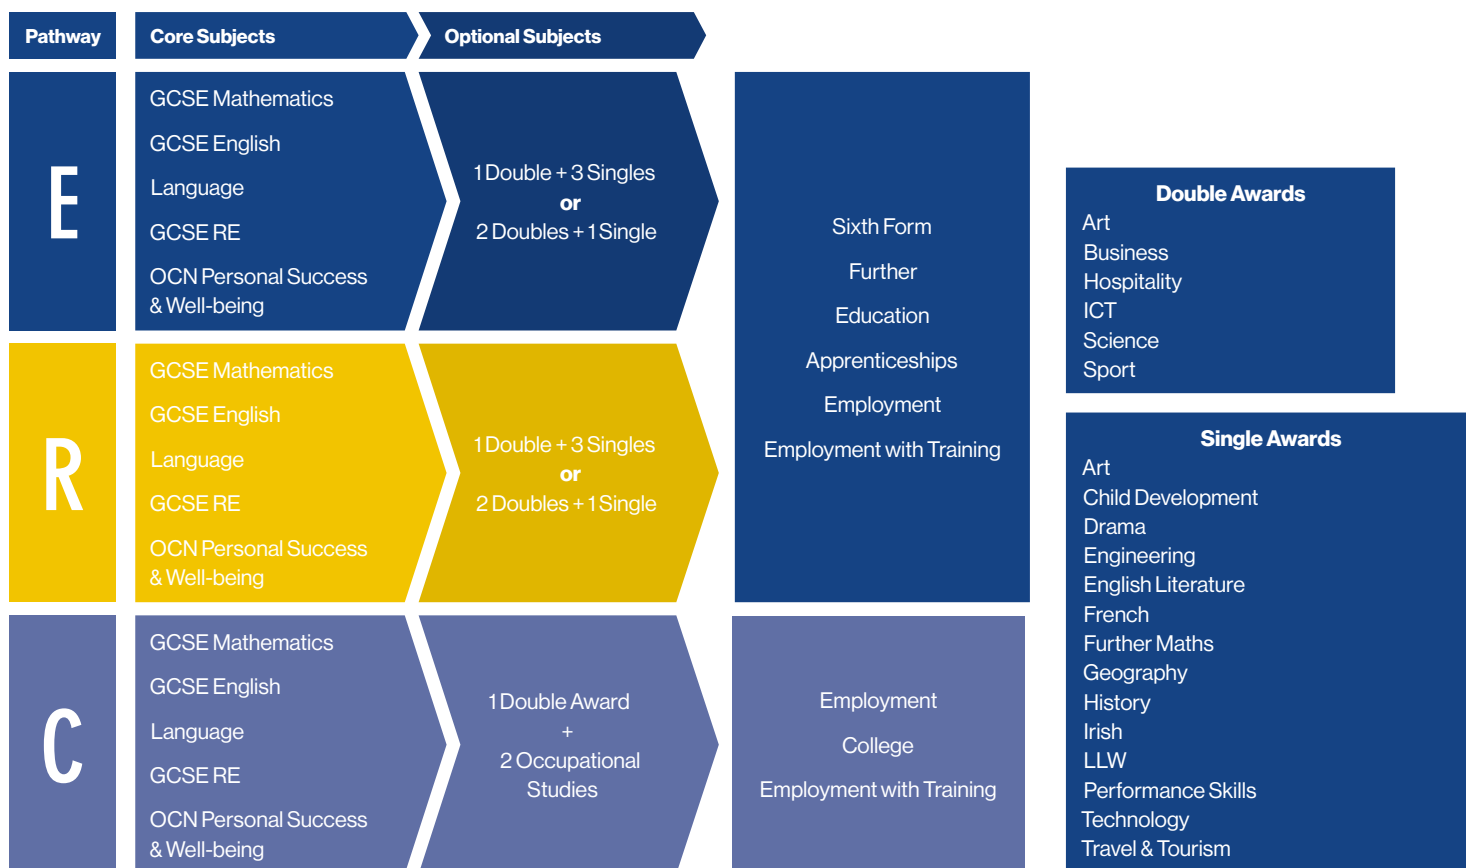 Pathway
Core Subjects
Optional Subjects
E
GCSE Mathematics
GCSE English
Language
GCSE RE
OCN Personal Success
& Well-being
1 Double + 3 Singles
or
2 Doubles + 1 Single
R
GCSE Mathematics
GCSE English
Language
GCSE RE
OCN Personal Success
& Well-being
1 Double + 3 Singles
or
2 Doubles + 1 Single
Sixth Form
Further
Education
Apprenticeships
Employment
Employment with Training
C
GCSE Mathematics
GCSE English
Language
GCSE RE
OCN Personal Success
& Well-being
1 Double Award
+
2 Occupational
Studies
Employment
College
Employment with Training
Double Awards
Art
Business
Hospitality
ICT
Science
Sport
Single Awards
Art
Child Development
Drama
Engineering
English Literature
French
Further Maths
Geography
History
Irish
LLW
Performance Skills
Technology
Travel & Tourism